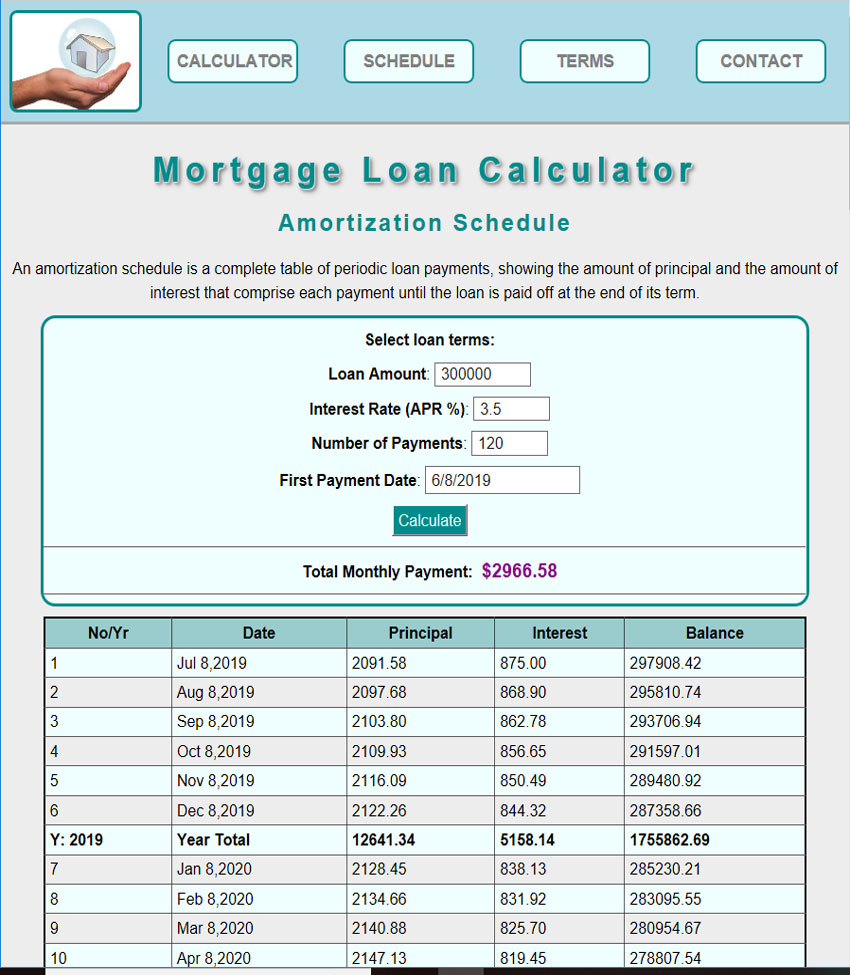 CALCULATOR SCHEDULE TERMS CONTACT
Mortgage Loan Calculator
Amortization Schedule
An amortization schedule is a complete table of periodic loan payments, showing the amount of principal and the amount of
interest that comprise each payment until the loan is paid off at the end of its term.
Select loan terms:
Loan Amount: 300000
Interest Rate (APR %): 3.5
Number of Payments: 120
First Payment Date: 6/8/2019
Calculate
Total Monthly Payment: $2966.58
No/Yr Date Principal Interest Balance
1 Jul 8,2019 2091.58 875.00 297908.42
2 Aug 8,2019 2097.68 868.90 295810.74
3 Sep 8,2019 2103.80 862.78 293706.94
4 Oct 8,2019 2109.93 856.65 291597.01
5 Nov 8,2019 2116.09 850.49 289480.92
6 Dec 8,2019 2122.26 844.32 287358.66
Y: 2019 Year Total 12641.34 5158.14 1755862.69
7 Jan 8,2020 2128.45 838.13 285230.21
8 Feb 8,2020 2134.66 831.92 283095.55
9 Mar 8,2020 2140.88 825.70 280954.67
10 Apr 8,2020 2147.13 819.45 278807.54